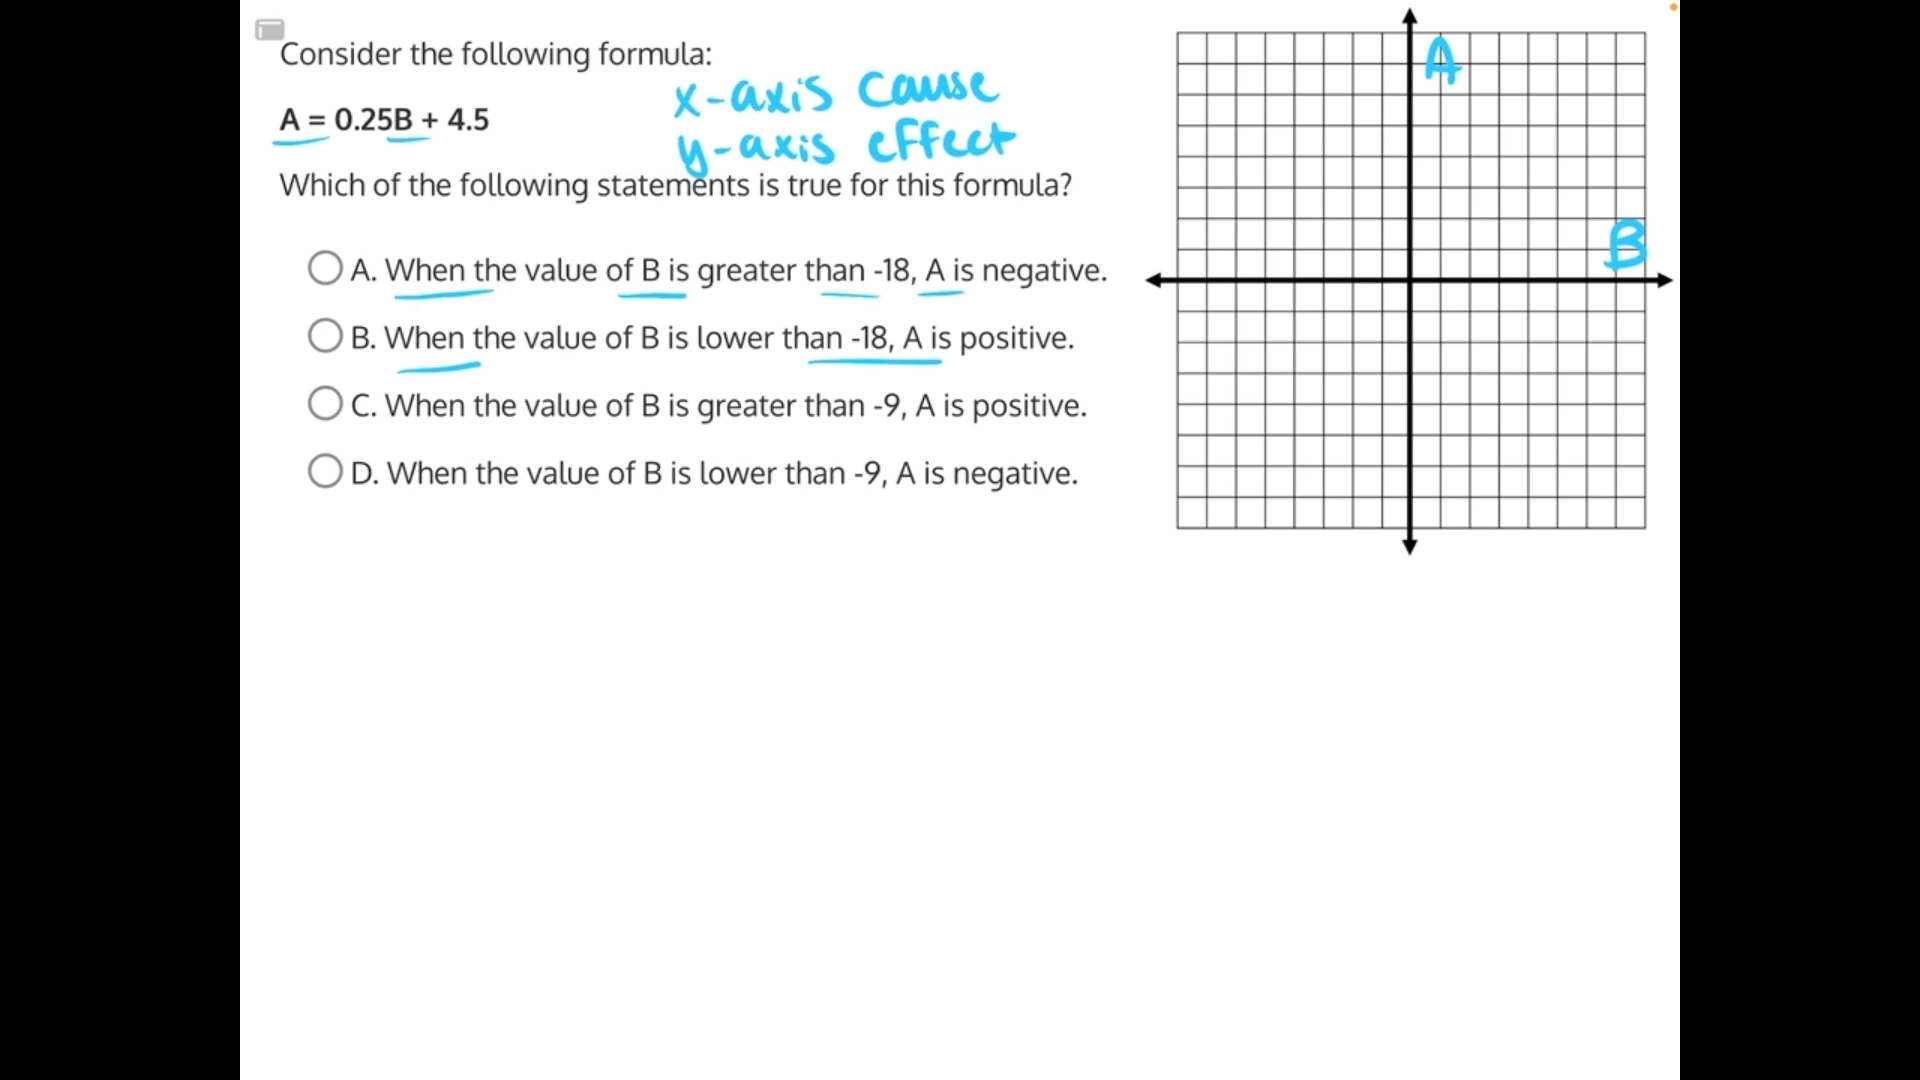 Consider the following formula:
x-axis cause
A = 0.25B + 4.5
y-axis effect
Which of the following statements is true for this formula?
A. When the value of B is greater than -18, A is negative.
B. When the value of B is lower than -18, A is positive.
C. When the value of B is greater than -9, A is positive.
D. When the value of B is lower than -9, A is negative.
A
B